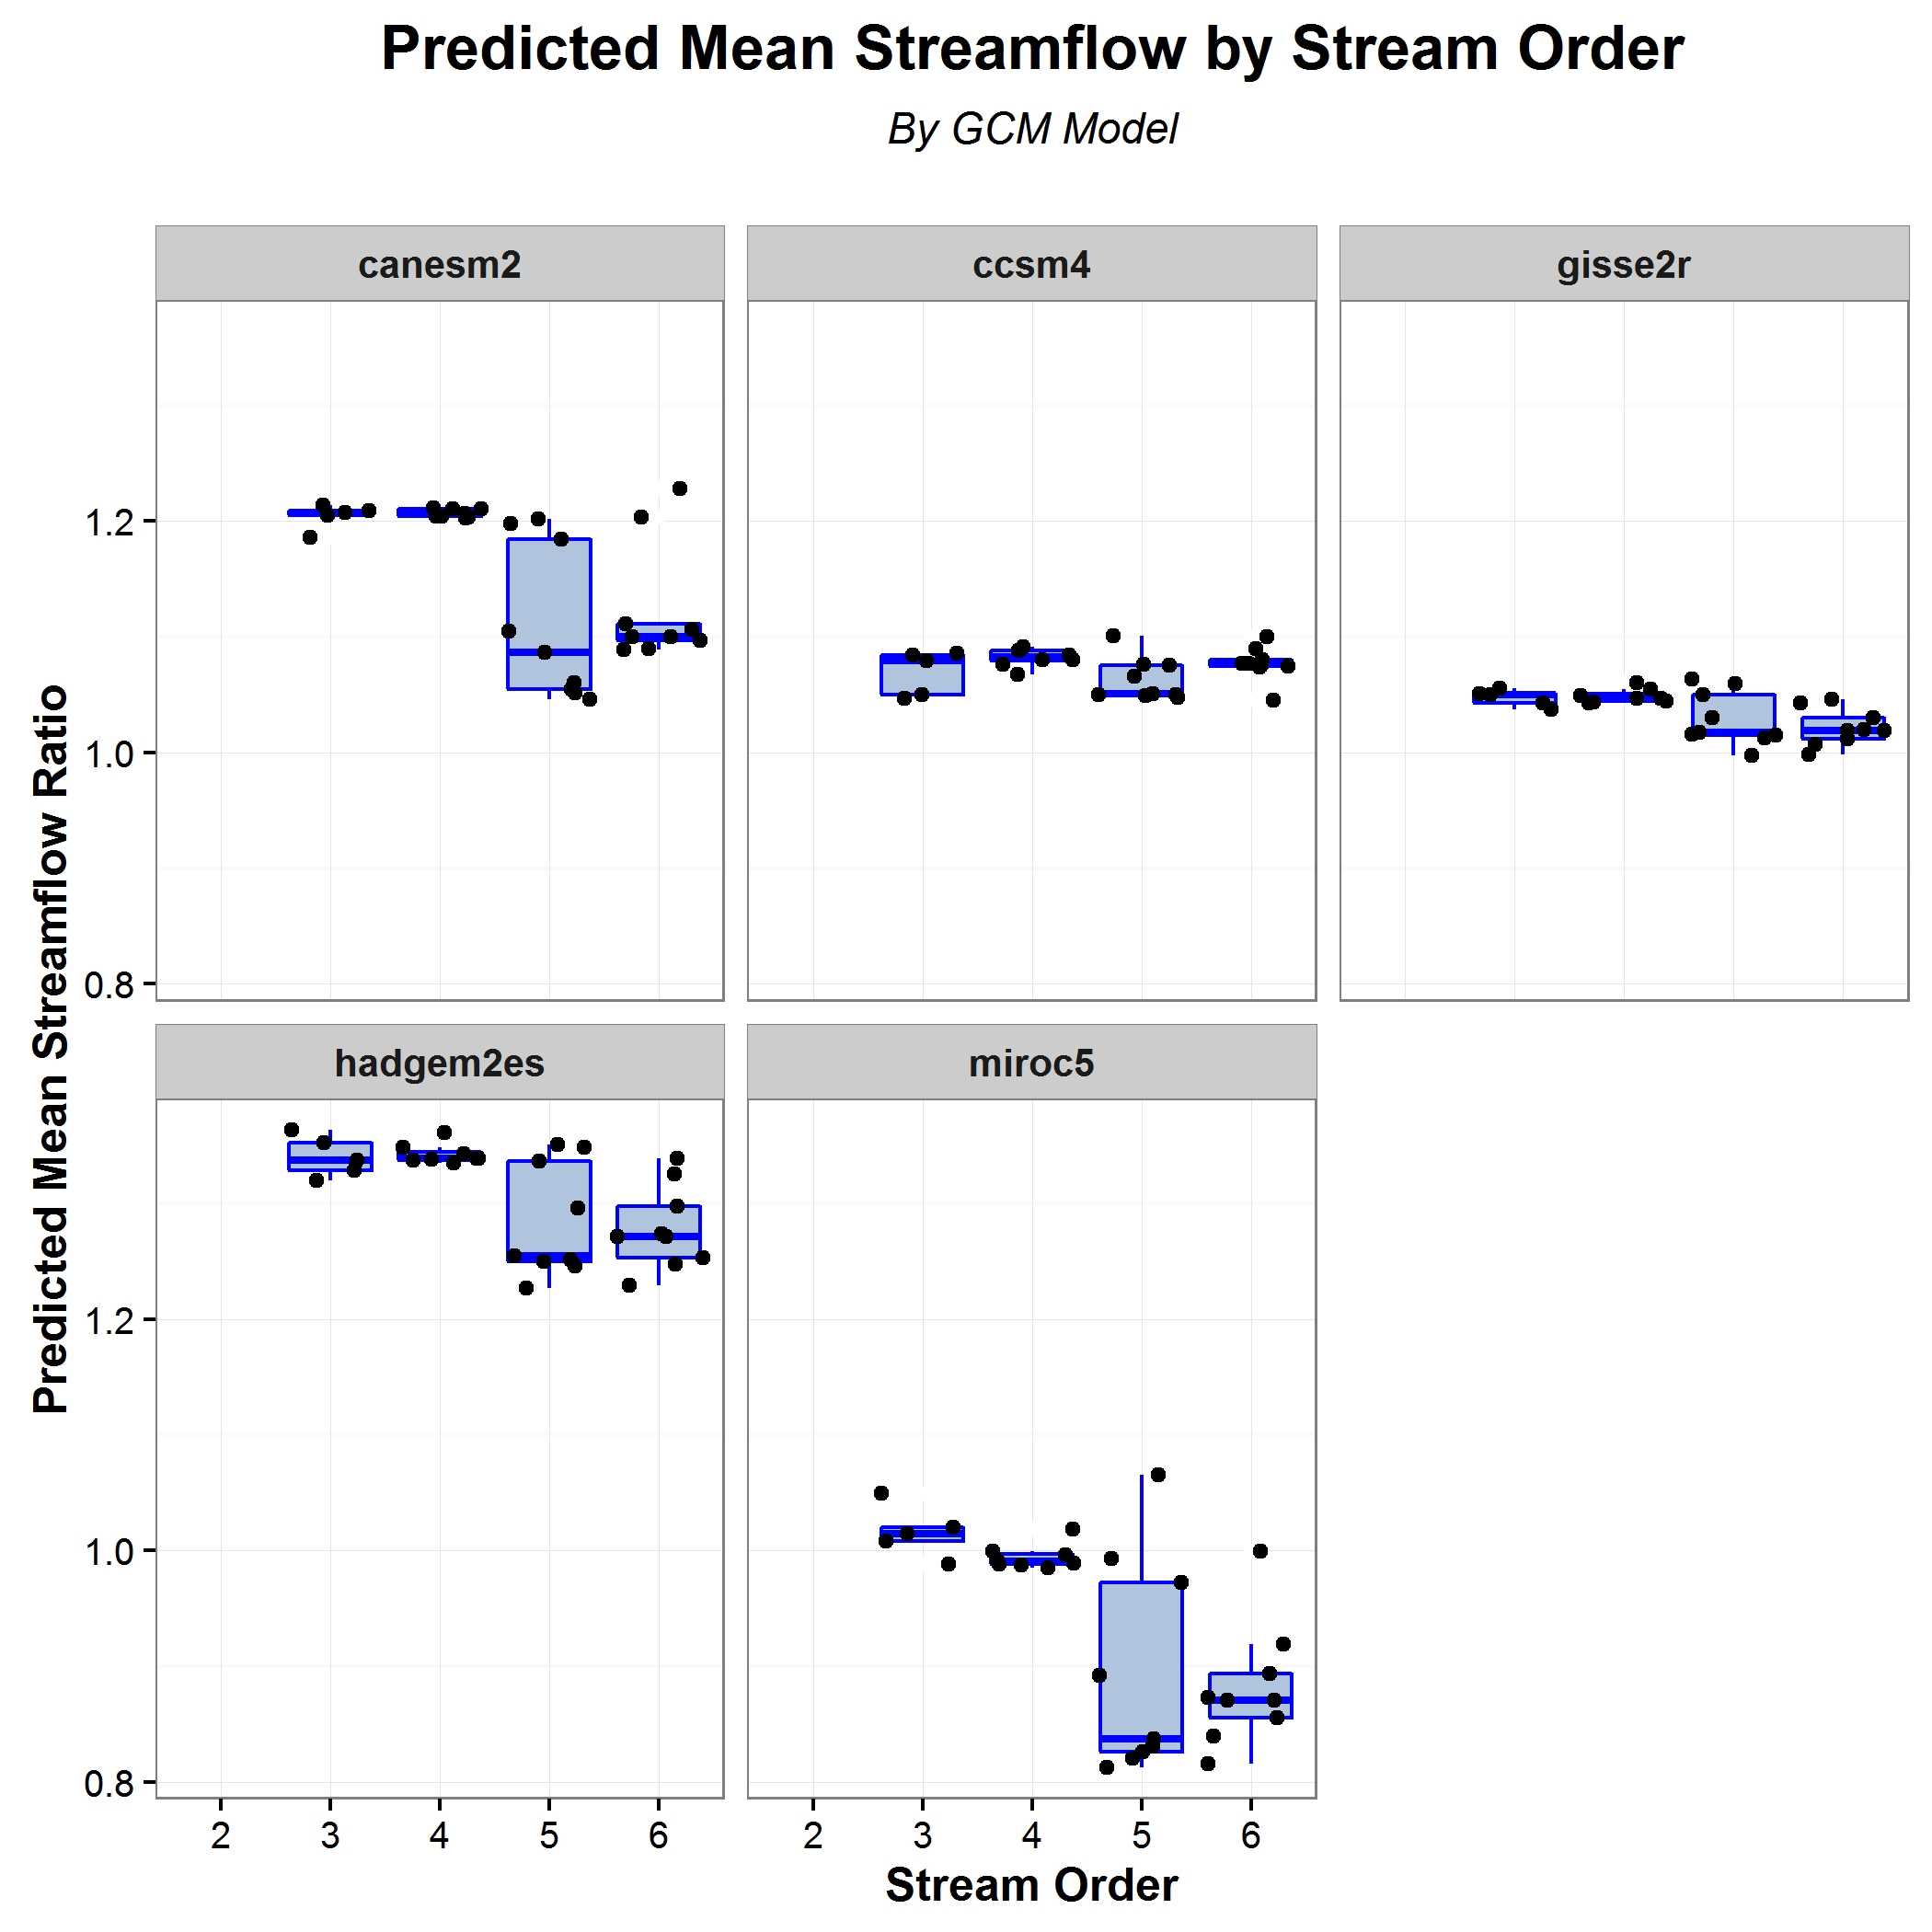 Predicted Mean Streamflow by Stream Order
By GCM Model
canesm2
ccsm4
gisse2r
1.2
1.0
0.8
Predicted Mean Streamflow Ratio
hadgem2es
miroc5
1.2
1.0
0.8
2 3 4 5 6
2 3 4 5 6
Stream Order